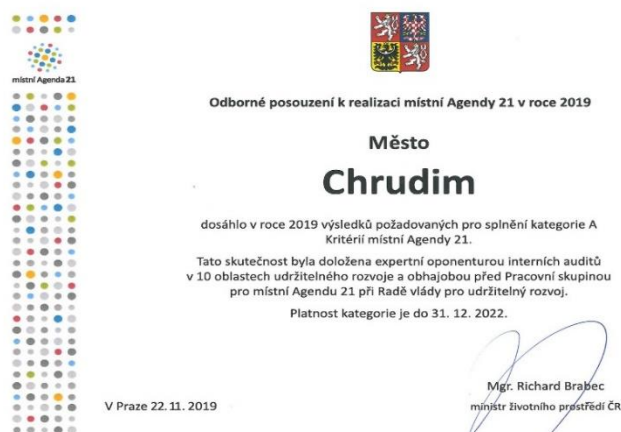 místní Agenda 21
Odborné posouzení k realizaci místní Agendy 21 v roce 2019
Město
Chrudim
dosáhlo v roce 2019 výsledků požadovaných pro splnění kategorie A
Kritérií místní Agendy 21.
Tato skutečnost byla doložena expertní oponenturou interních auditů
v 10 oblastech udržitelného rozvoje a obhajobou před Pracovní skupinou
pro místní Agendu 21 při Radě vlády pro udržitelný rozvoj.
Platnost kategorie je do 31. 12. 2022.
Mgr. Richard Brabec
V Praze 22. 11. 2019
ministr životního prostředí ČR